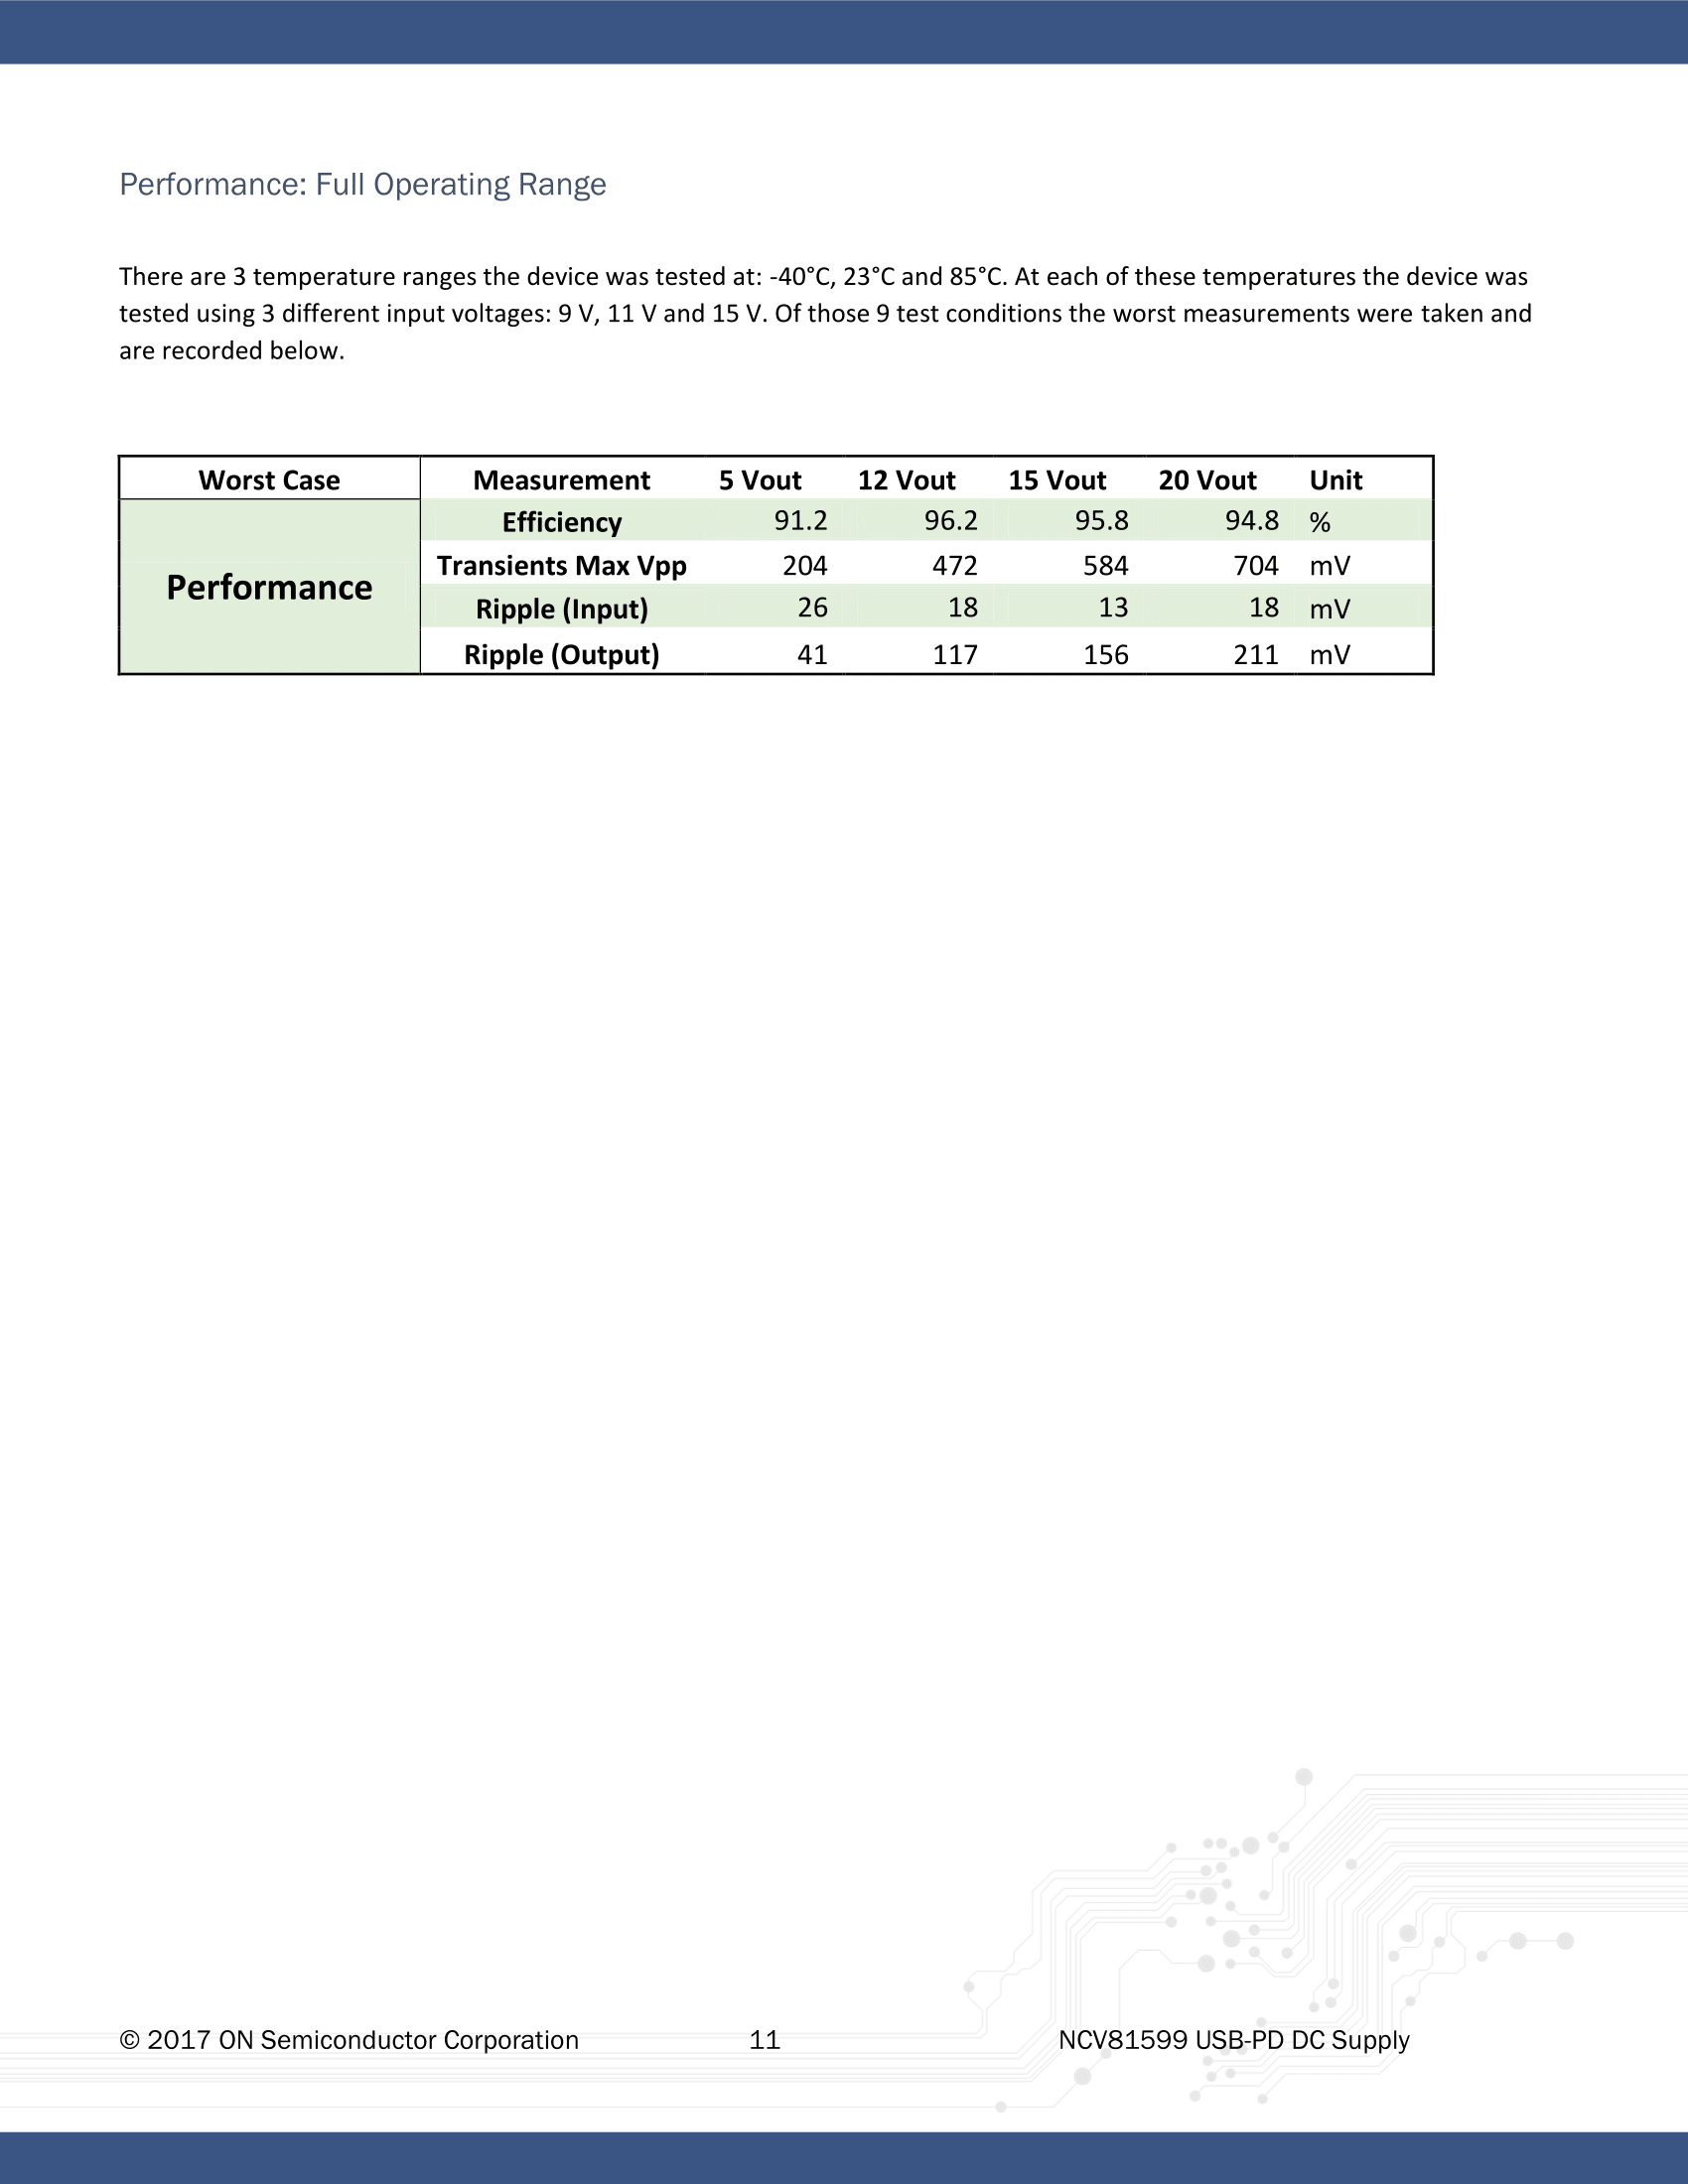 Performance: Full Operating Range
There are 3 temperature ranges the device was tested at: -40°C, 23°C and 85°C. At each of these temperatures the device was
tested using 3 different input voltages: 9 V, 11 V and 15 V. Of those 9 test conditions the worst measurements were taken and
are recorded below.
Worst Case Measurement 5 Vout 12 Vout 15 Vout 20 Vout Unit
Performance
Efficiency 91.2 96.2 95.8 94.8 %
Transients Max Vpp 204 472 584 704 mV
Ripple (Input) 26 18 13 18 mV
Ripple (Output) 41 117 156 211 mV
© 2017 ON Semiconductor Corporation 11 NCV81599 USB-PD DC Supply